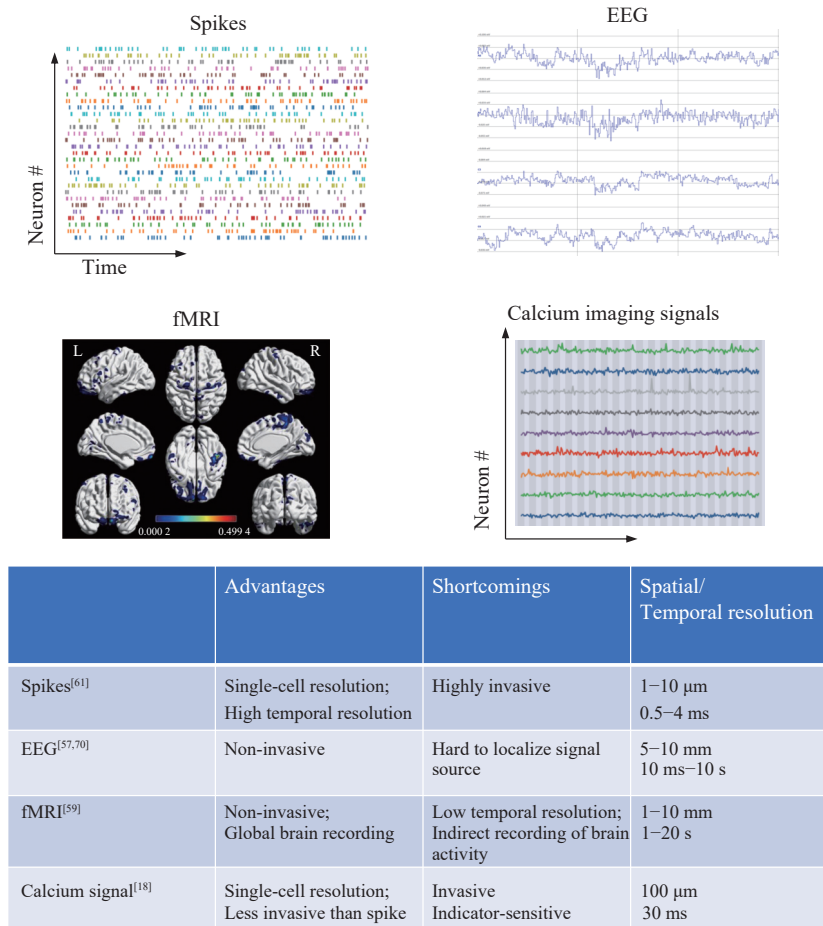 Spikes
Neuron #
Time
EEG
fMRI
L
R
0.000 2
0.499 4
Calcium imaging signals
Neuron #
Advantages
Shortcomings
Spatial/
Temporal resolution
Spikes[61]
Single-cell resolution;
High temporal resolution
Highly invasive
1−10 μm
0.5−4 ms
EEG[57,70]
Non-invasive
Hard to localize signal
source
5−10 mm
10 ms−10 s
fMRI[59]
Non-invasive;
Global brain recording
Low temporal resolution;
Indirect recording of brain
activity
1−10 mm
1−20 s
Calcium signal[18]
Single-cell resolution;
Less invasive than spike
Invasive
Indicator-sensitive
100 μm
30 ms